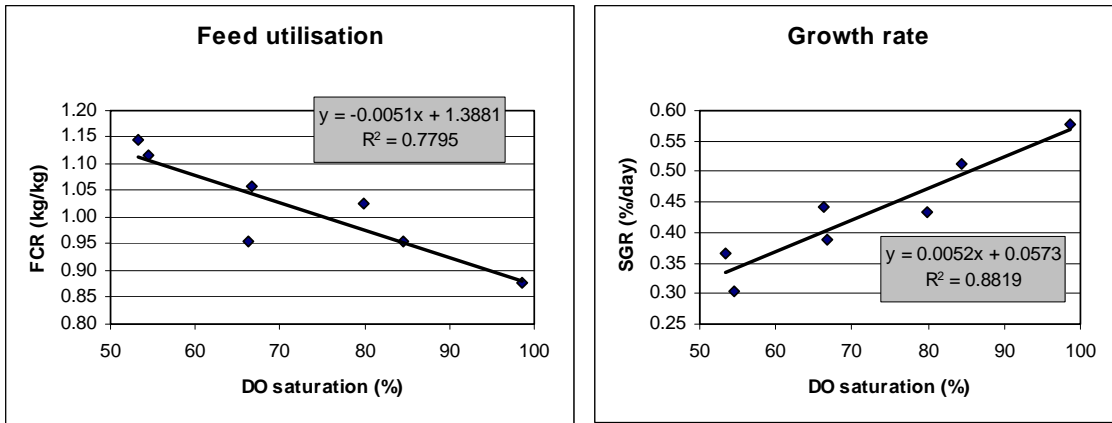 Feed utilisation
y = -0.0051x + 1.3881
R² = 0.7795
FCR (kg/kg)
1.20
1.15
1.10
1.05
1.00
0.95
0.90
0.85
0.80
50 60 70 80 90 100
DO saturation (%)
Growth rate
SGR (%/day)
0.60
0.55
0.50
0.45
0.40
0.35
0.30
0.25
y = 0.0052x + 0.0573
R² = 0.8819
50 60 70 80 90 100
DO saturation (%)